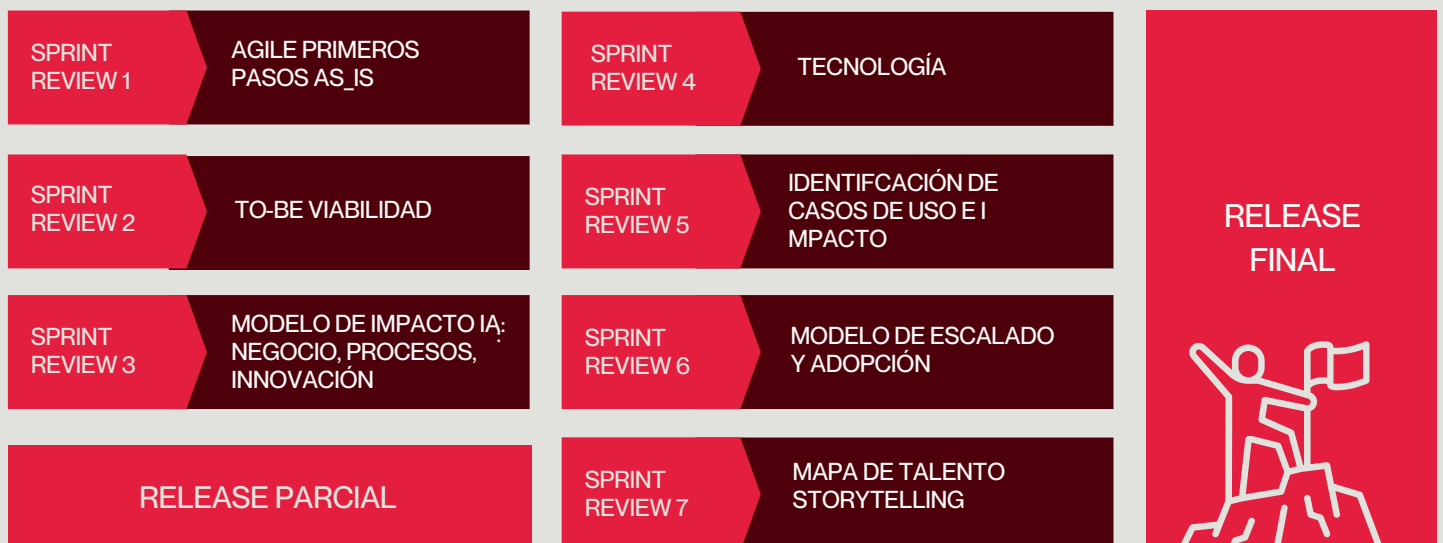 SPRINT
REVIEW 1
AGILE PRIMEROS
PASOS AS_IS
SPRINT
REVIEW 2
TO-BE VIABILIDAD
SPRINT
REVIEW 3
MODELO DE IMPACTO IA:
NEGOCIO, PROCESOS,
INNOVACIÓN
RELEASE PARCIAL
SPRINT
REVIEW 4
TECNOLOGÍA
SPRINT
REVIEW 5
IDENTIFCACIÓN DE
CASOS DE USO E I
MPACTO
SPRINT
REVIEW 6
MODELO DE ESCALADO
Y ADOPCIÓN
SPRINT
REVIEW 7
MAPA DE TALENTO
STORYTELLING
RELEASE
FINAL